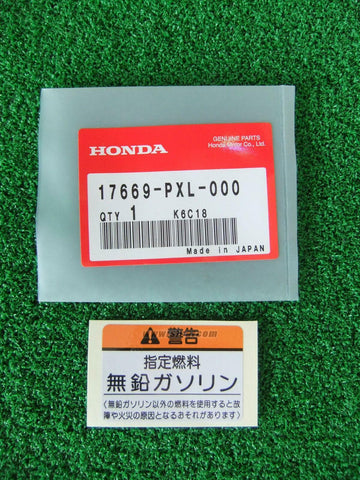 GENUINE PARTS
HONDA
Honda Motor Co., Ltd.
17669-PXL-000
QTY 1 K6C18
Made in JAPAN
警告
指定燃料
無鉛ガソリン
〈無鉛ガソリン以外の燃料を使用すると故
障や火災の原因となるおそれがあります〉